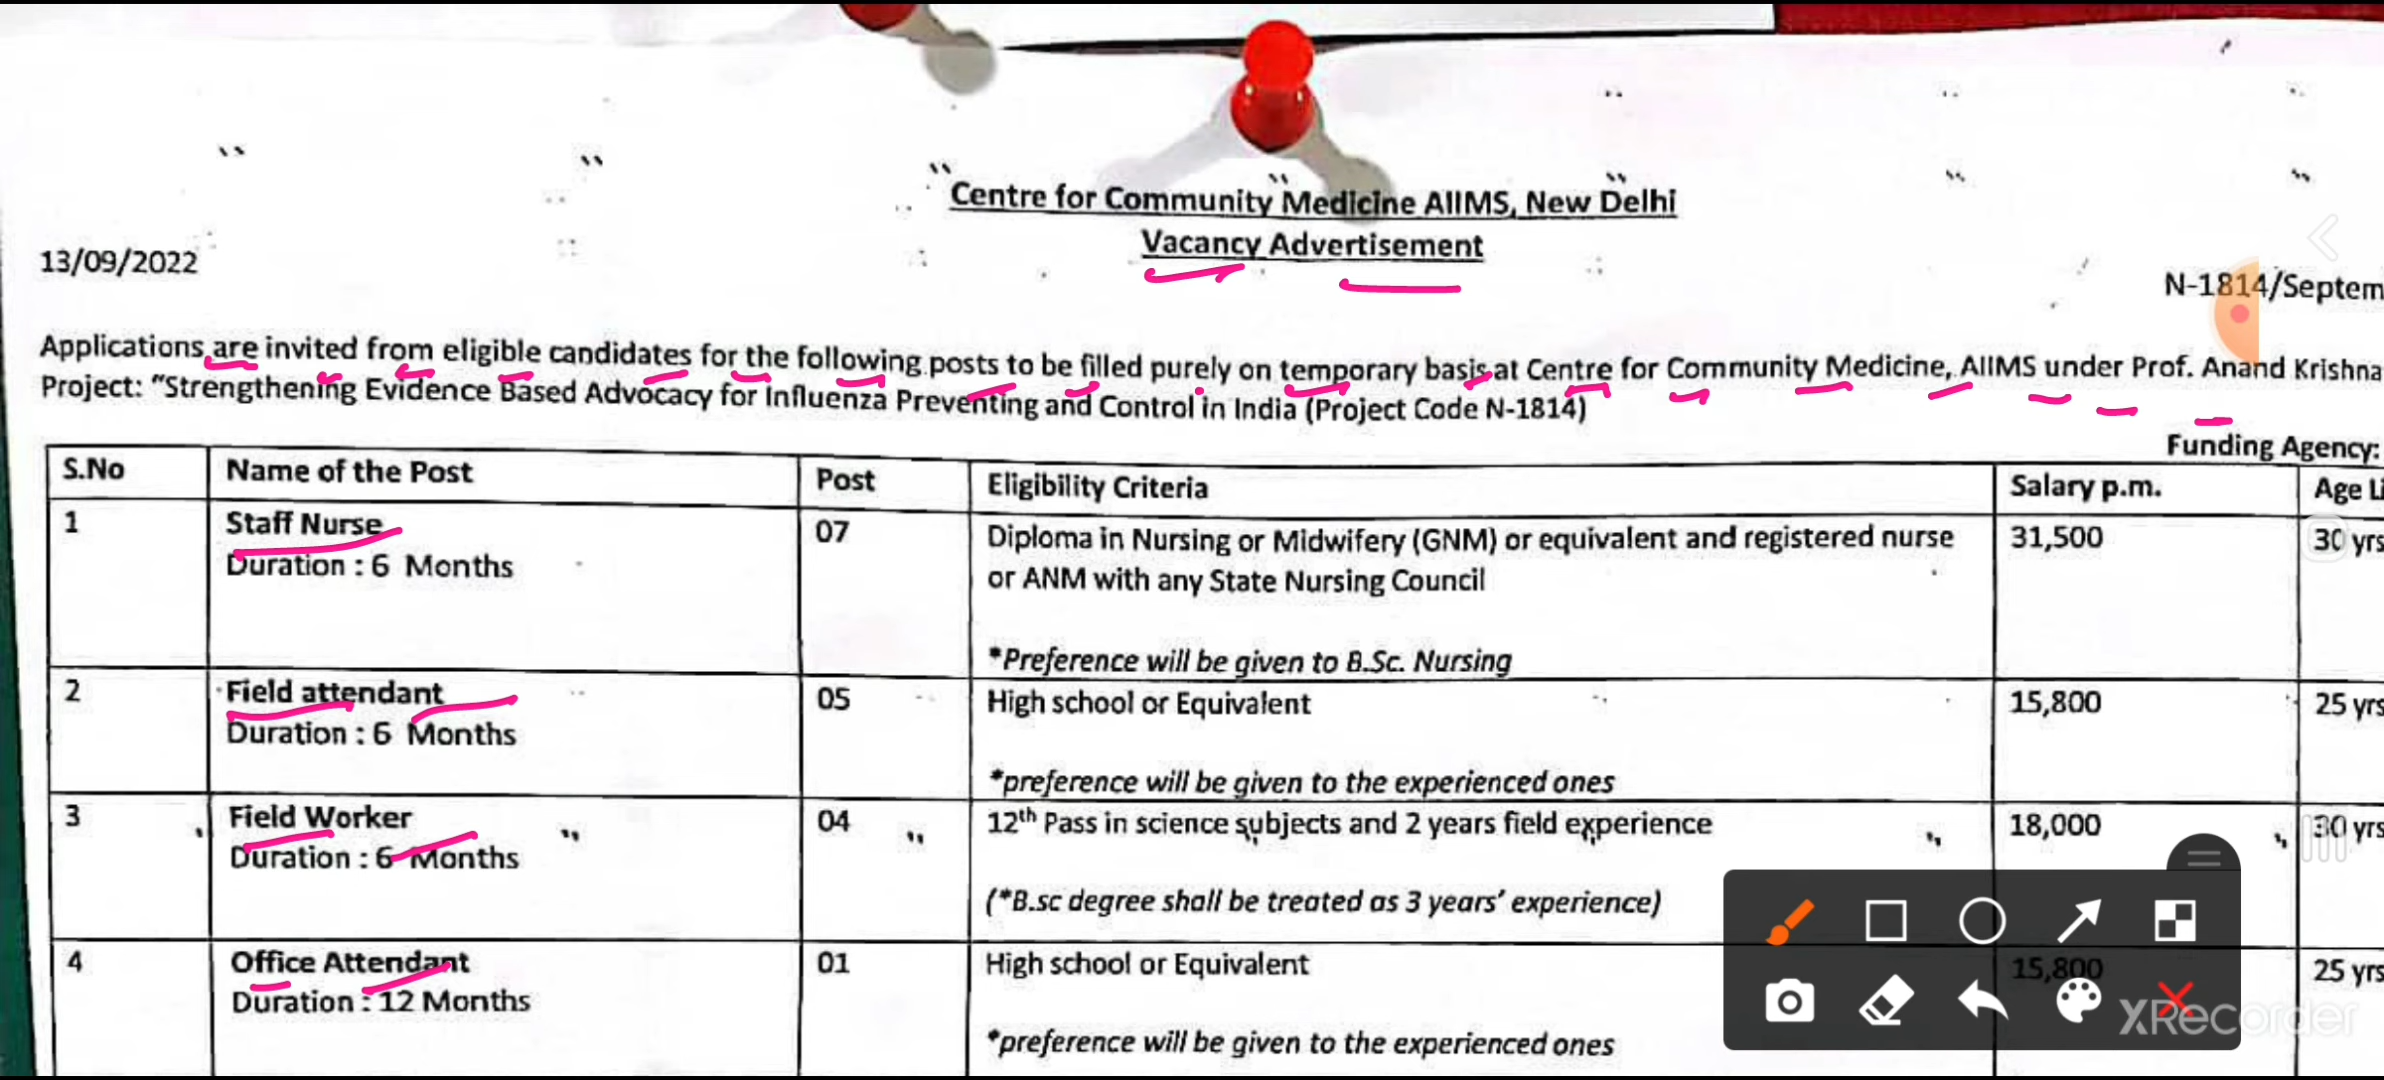 Centre for Community Medicine AIIMS, New Delhi
Vacancy Advertisement
13/09/2022
N-1814/Septem
Applications are invited from eligible candidates for the following posts to be filled purely on temporary basis at Centre for Community Medicine, AIIMS under Prof. Anand Krishna
Project: “Strengthening Evidence Based Advocacy for Influenza Preventing and Control in India (Project Code N-1814)
Funding Agency:
S.No Name of the Post Post Eligibility Criteria Salary p.m. Age Li
1 Staff Nurse 07 Diploma in Nursing or Midwifery (GNM) or equivalent and registered nurse 31,500 30 yrs
Duration : 6 Months or ANM with any State Nursing Council
*Preference will be given to B.Sc. Nursing
2 Field attendant 05 High school or Equivalent 15,800 25 yrs
Duration : 6 Months
*preference will be given to the experienced ones
3 Field Worker 04 12th Pass in science subjects and 2 years field experience 18,000 30 yrs
Duration : 6 Months
(*B.sc degree shall be treated as 3 years’ experience)
4 Office Attendant 01 High school or Equivalent 15,800 25 yrs
Duration : 12 Months
*preference will be given to the experienced ones
XRecorder